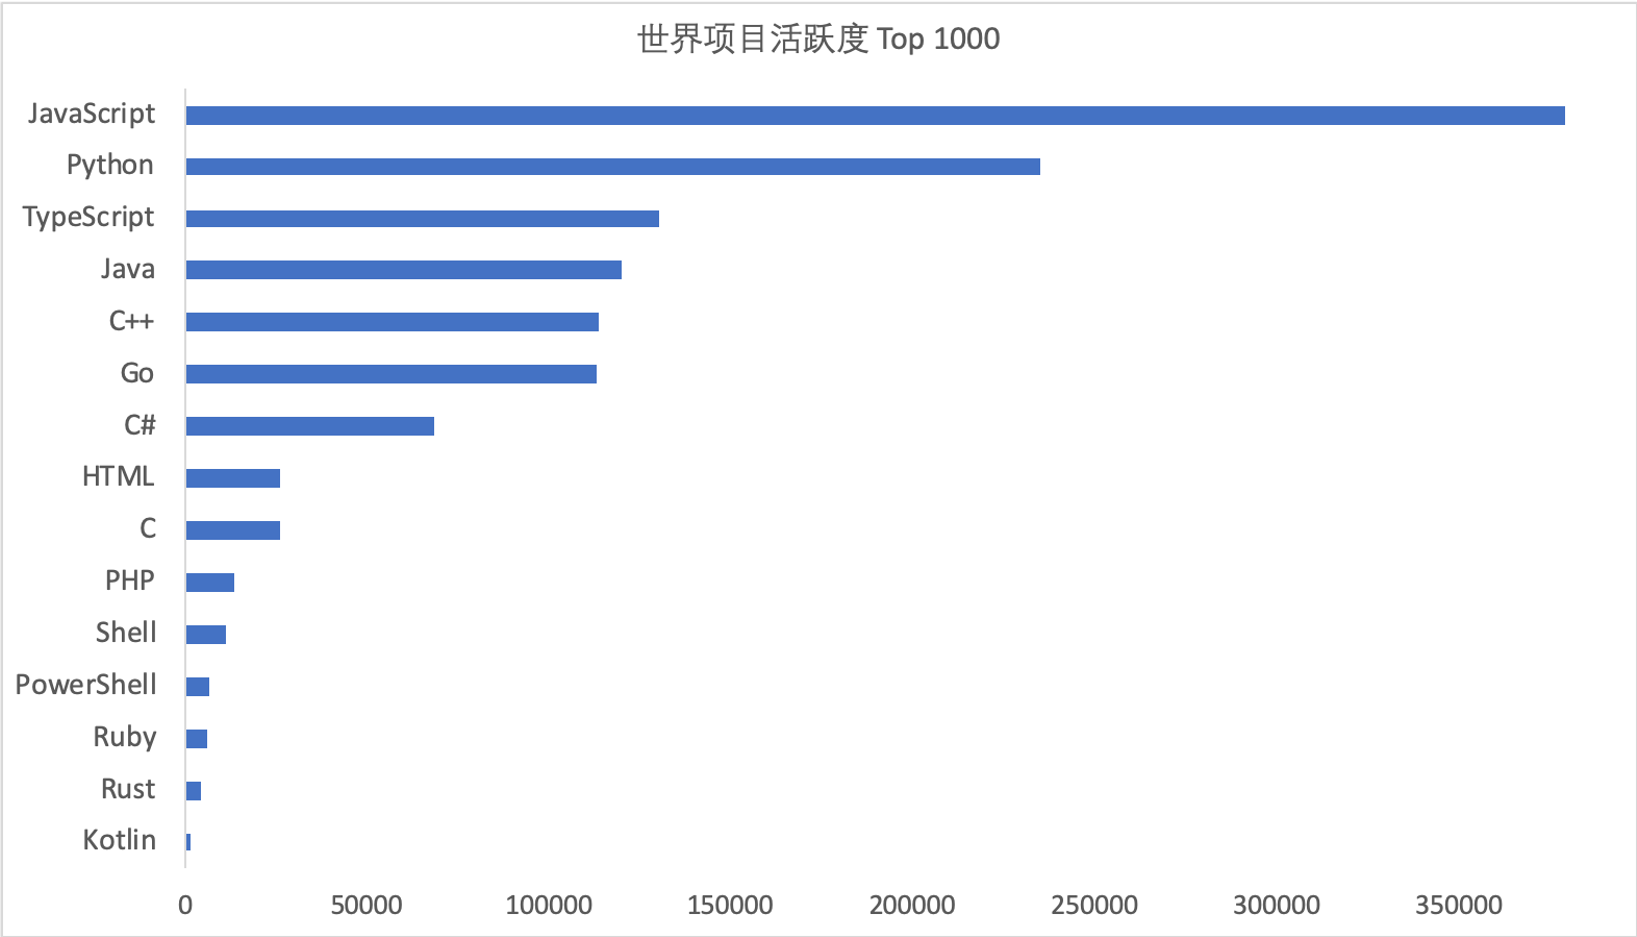 世界项目活跃度 Top 1000
JavaScript
Python
TypeScript
Java
C++
Go
C#
HTML
C
PHP
Shell
PowerShell
Ruby
Rust
Kotlin
0 50000 100000 150000 200000 250000 300000 350000